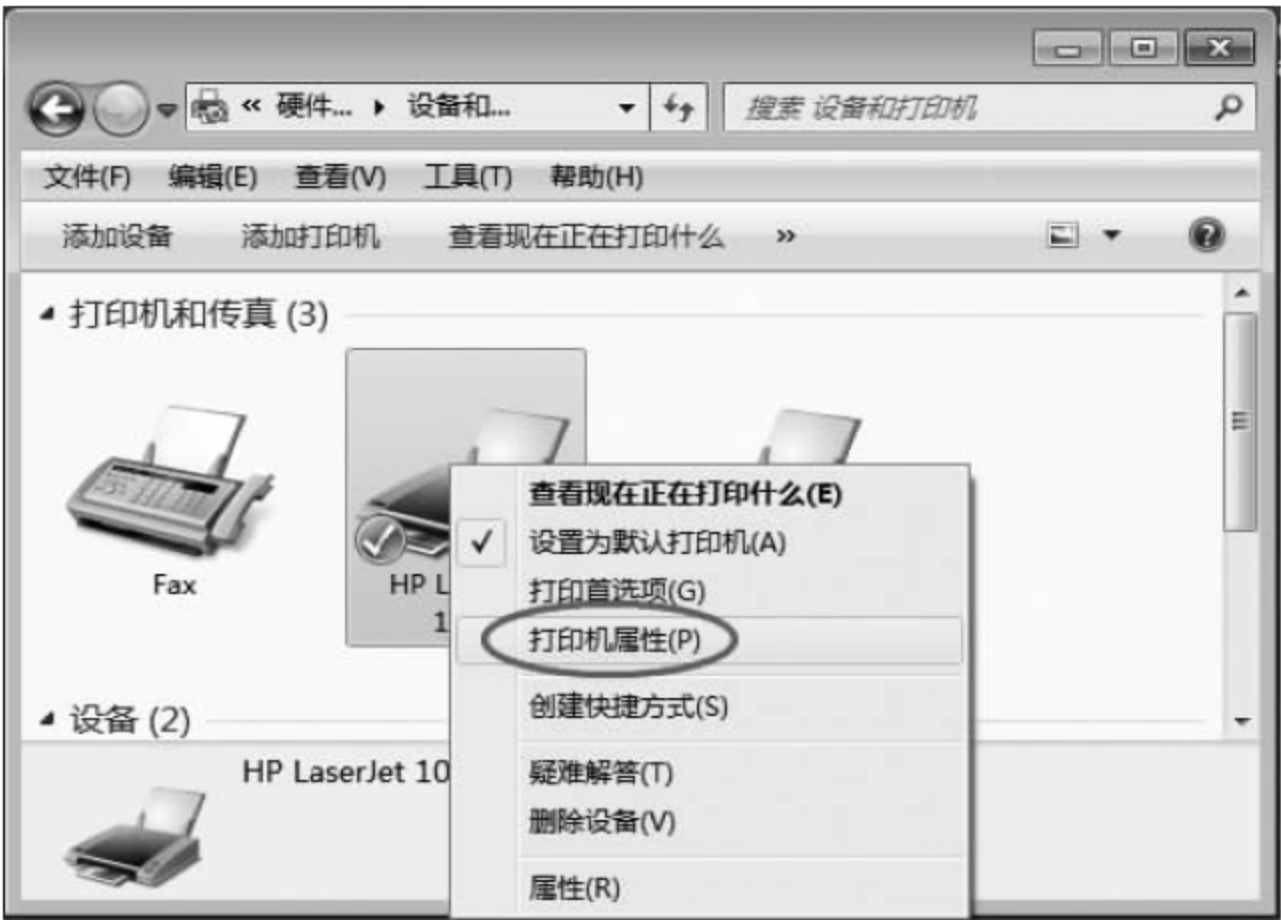 « 硬件... ▸ 设备和...
搜索 设备和打印机
文件(F) 编辑(E) 查看(V) 工具(T) 帮助(H)
添加设备 添加打印机 查看现在正在打印什么 »
打印机和传真 (3)
Fax
HP L
1
查看现在正在打印什么(E)
设置为默认打印机(A)
打印首选项(G)
打印机属性(P)
创建快捷方式(S)
疑难解答(T)
删除设备(V)
属性(R)
设备 (2)
HP LaserJet 10